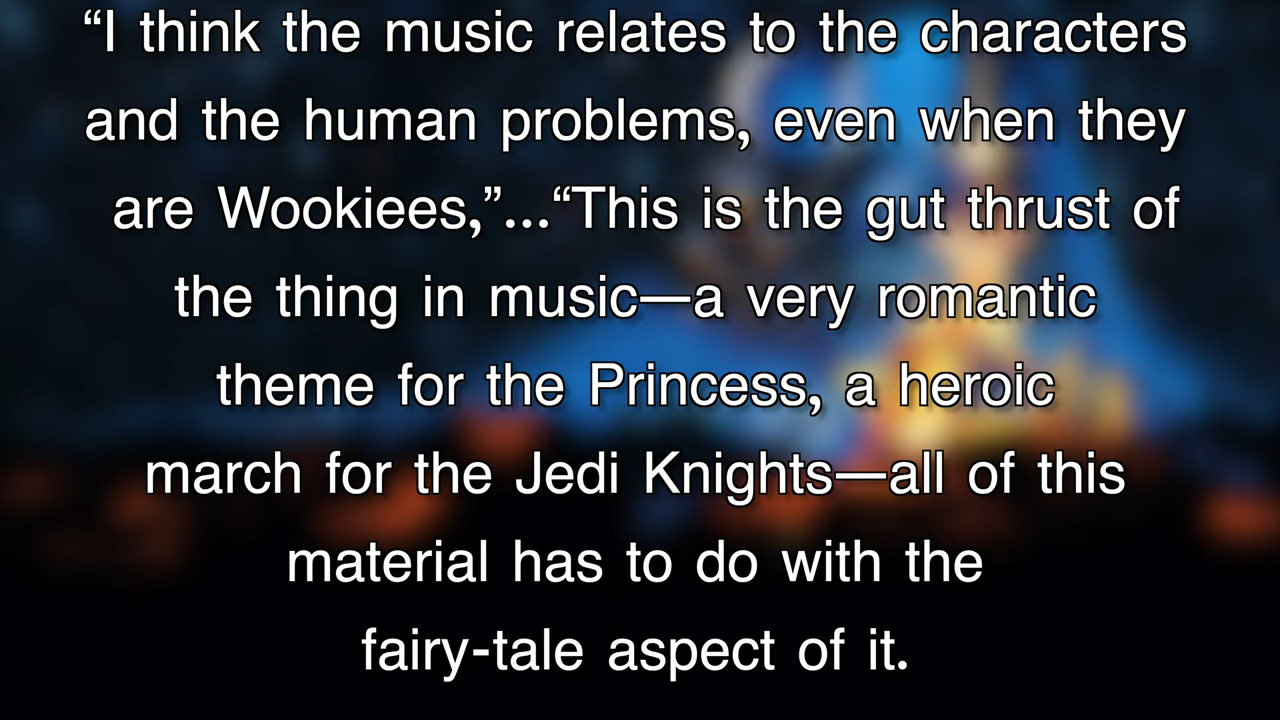 “I think the music relates to the characters
and the human problems, even when they
are Wookiees,”...“This is the gut thrust of
the thing in music—a very romantic
theme for the Princess, a heroic
march for the Jedi Knights—all of this
material has to do with the
fairy-tale aspect of it.